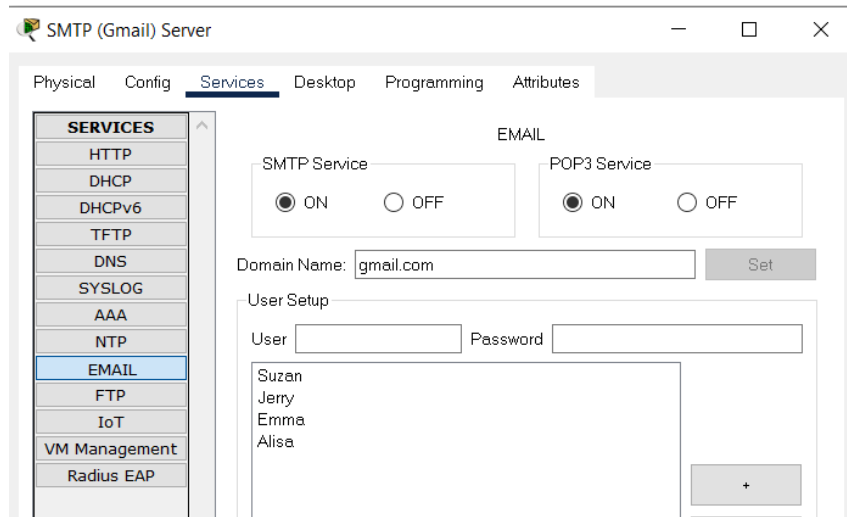 SMTP (Gmail) Server
Physical Config Services Desktop Programming Attributes
SERVICES
HTTP
DHCP
DHCPv6
TFTP
DNS
SYSLOG
AAA
NTP
EMAIL
FTP
IoT
VM Management
Radius EAP
EMAIL
SMTP Service POP3 Service
ON OFF ON OFF
Domain Name: gmail.com Set
User Setup
User Password
Suzan
Jerry
Emma
Alisa
+